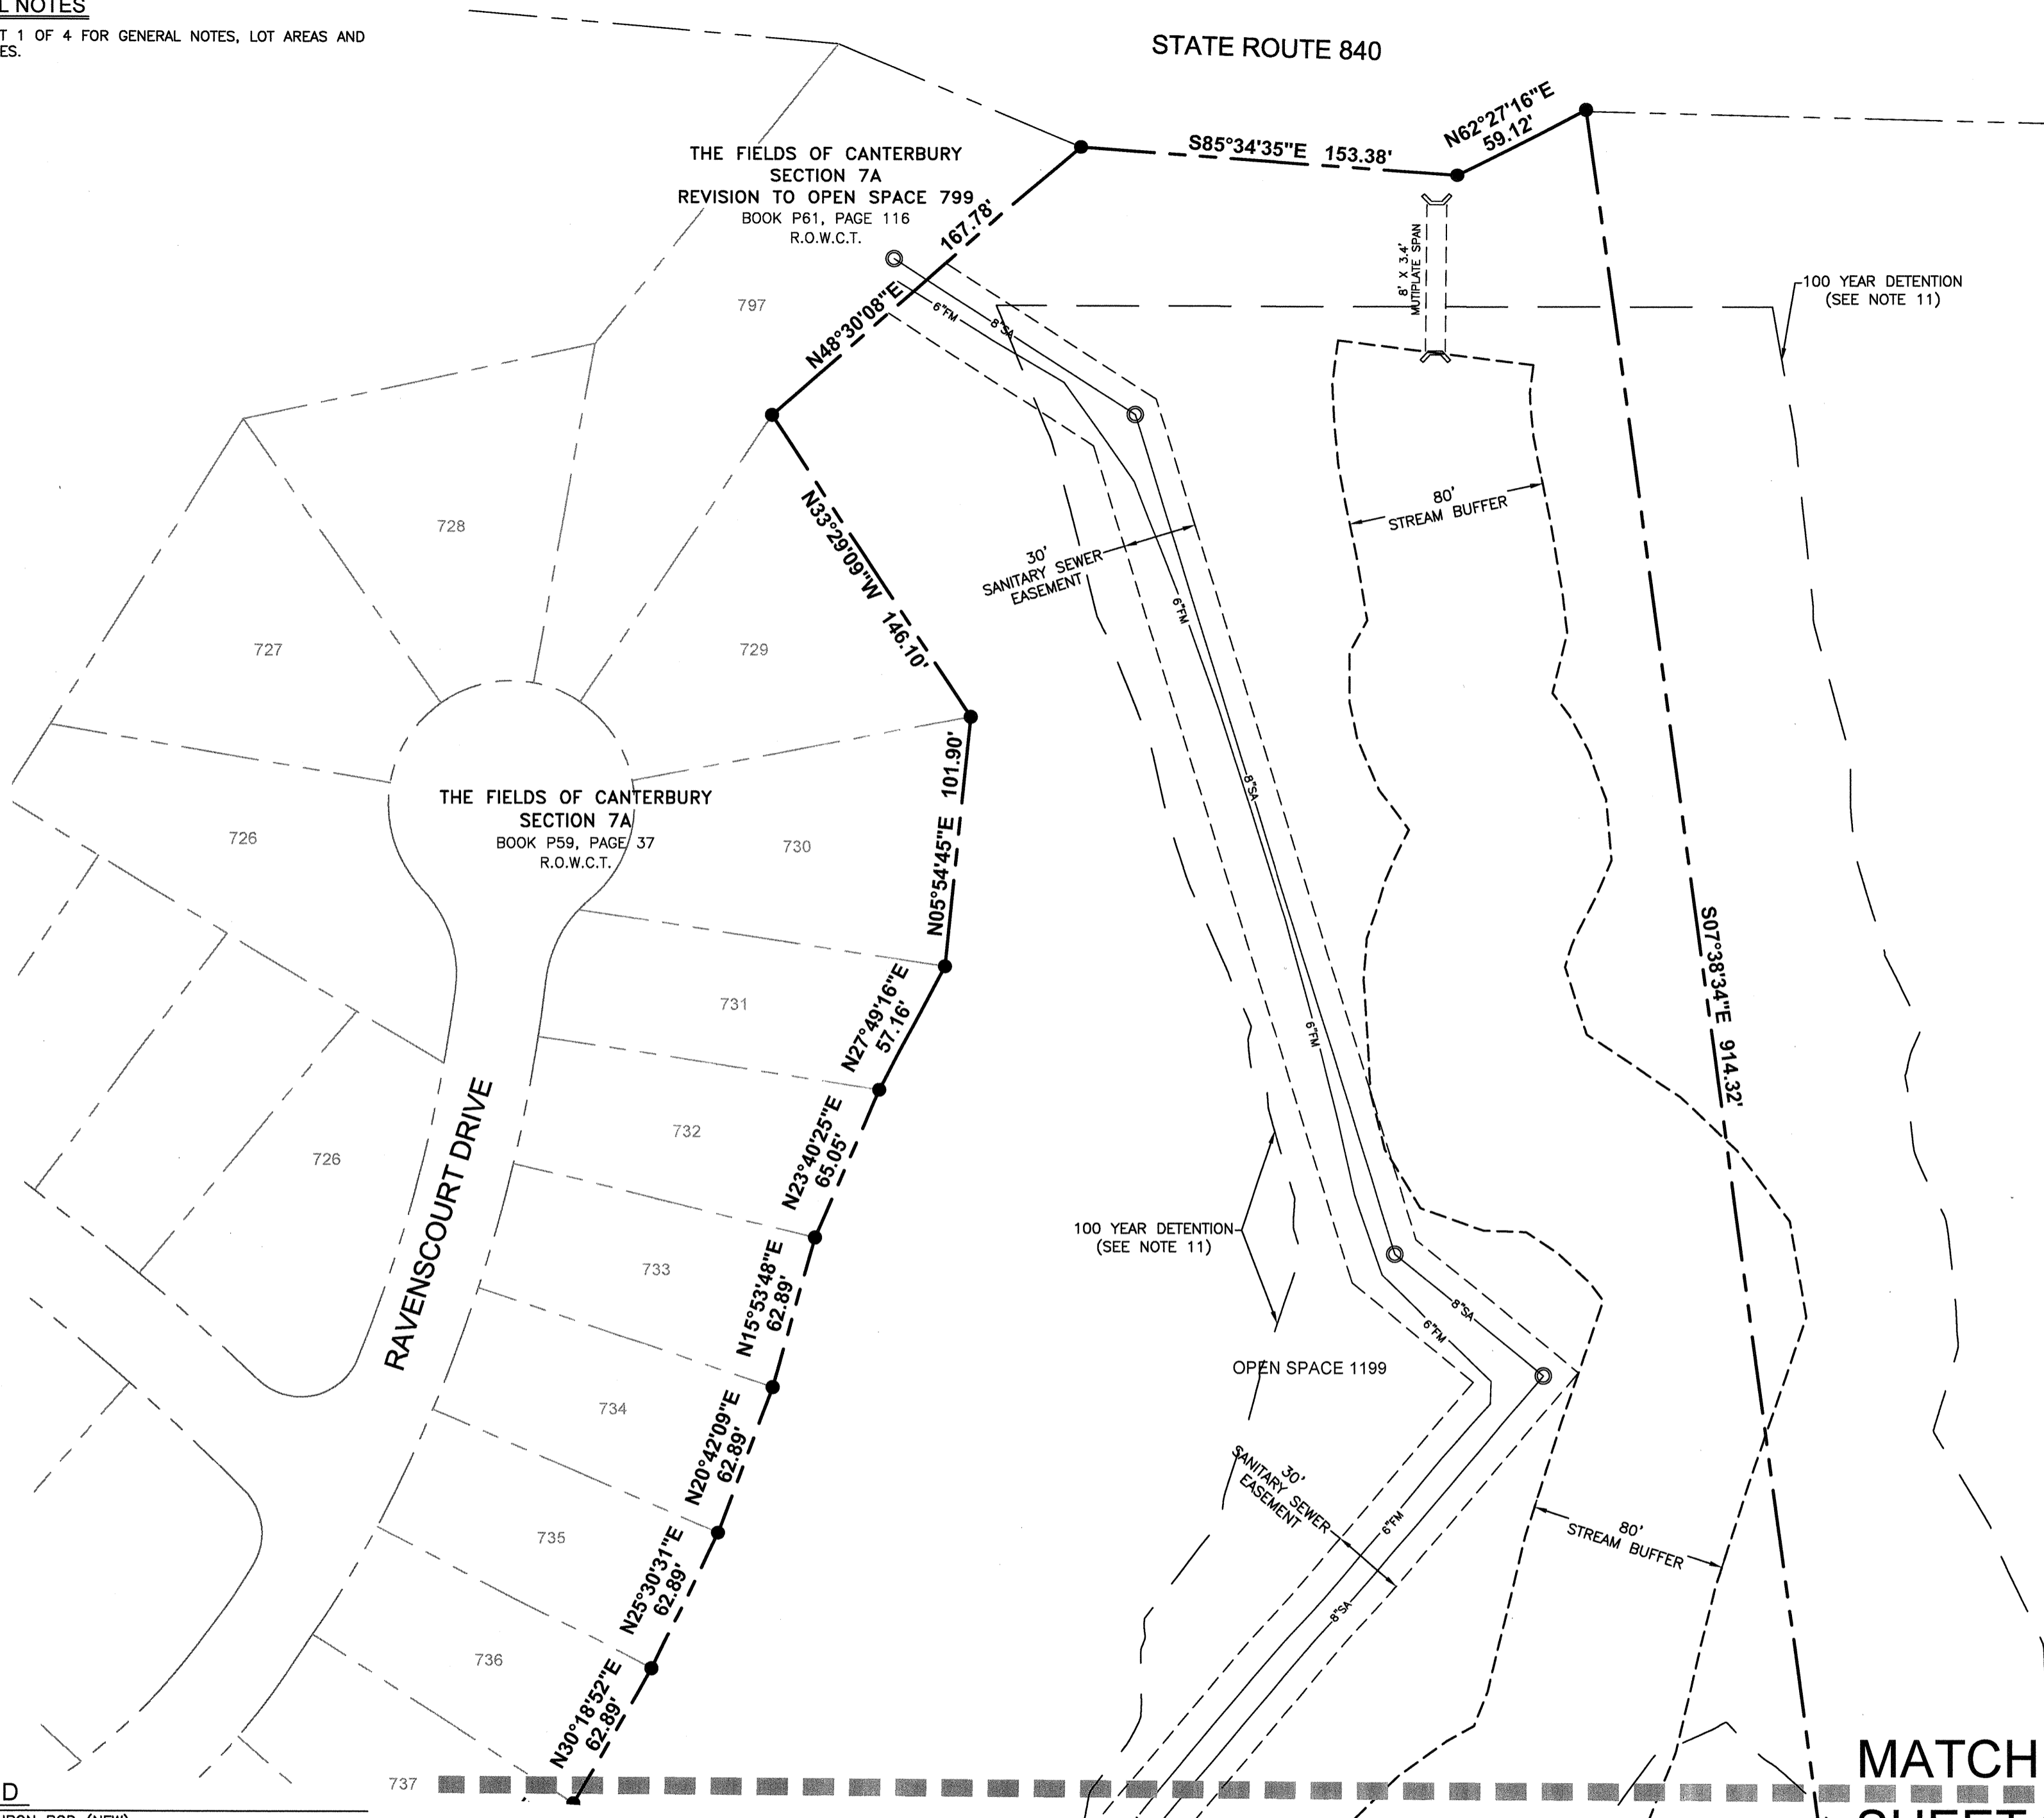 L NOTES
T 1 OF 4 FOR GENERAL NOTES, LOT AREAS AND
ES.
STATE ROUTE 840
N62°27'16"E
59.12'
S85°34'35"E 153.38'
THE FIELDS OF CANTERBURY
SECTION 7A
REVISION TO OPEN SPACE 799
BOOK P61, PAGE 116
R.O.W.C.T.
N48°30'08"E 167.78'
797
6"FM
8"SA
8' X 3.4'
MUTIPLATE SPAN
100 YEAR DETENTION
(SEE NOTE 11)
80'
STREAM BUFFER
728
N33°29'09"W 146.10'
30'
SANITARY SEWER
EASEMENT
6"FM
727
729
8"SA
THE FIELDS OF CANTERBURY
SECTION 7A
BOOK P59, PAGE 37
R.O.W.C.T.
726
730
N05°54'45"E 101.90'
S07°38'34"E 914.32'
731
N27°49'16"E
57.16'
6"FM
RAVENSCOURT DRIVE
732
N23°40'25"E
65.05'
726
100 YEAR DETENTION
(SEE NOTE 11)
733
N15°53'48"E
62.89'
8"SA
6"FM
OPEN SPACE 1199
734
N20°42'09"E
62.89'
30'
SANITARY SEWER
EASEMENT
6"FM
80'
STREAM BUFFER
735
N25°30'31"E
62.89'
8"SA
736
N30°18'52"E
62.89'
737
MATCH
D
IRON ROD (NEW)
SHEET